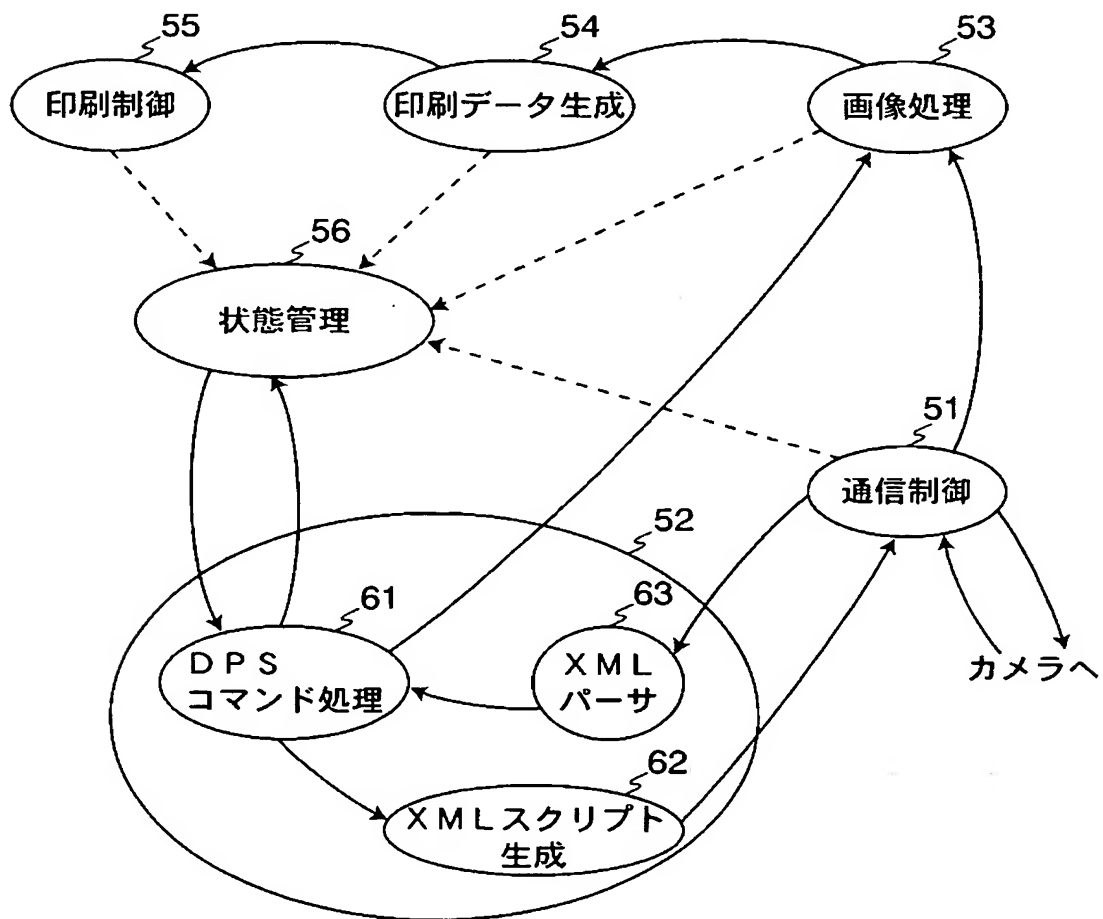 55
54
53
印刷制御
印刷データ生成
画像処理
56
状態管理
51
通信制御
52
61
63
ＤＰＳ
コマンド処理
ＸＭＬ
パーサ
カメラへ
62
ＸＭＬスクリプト
生成